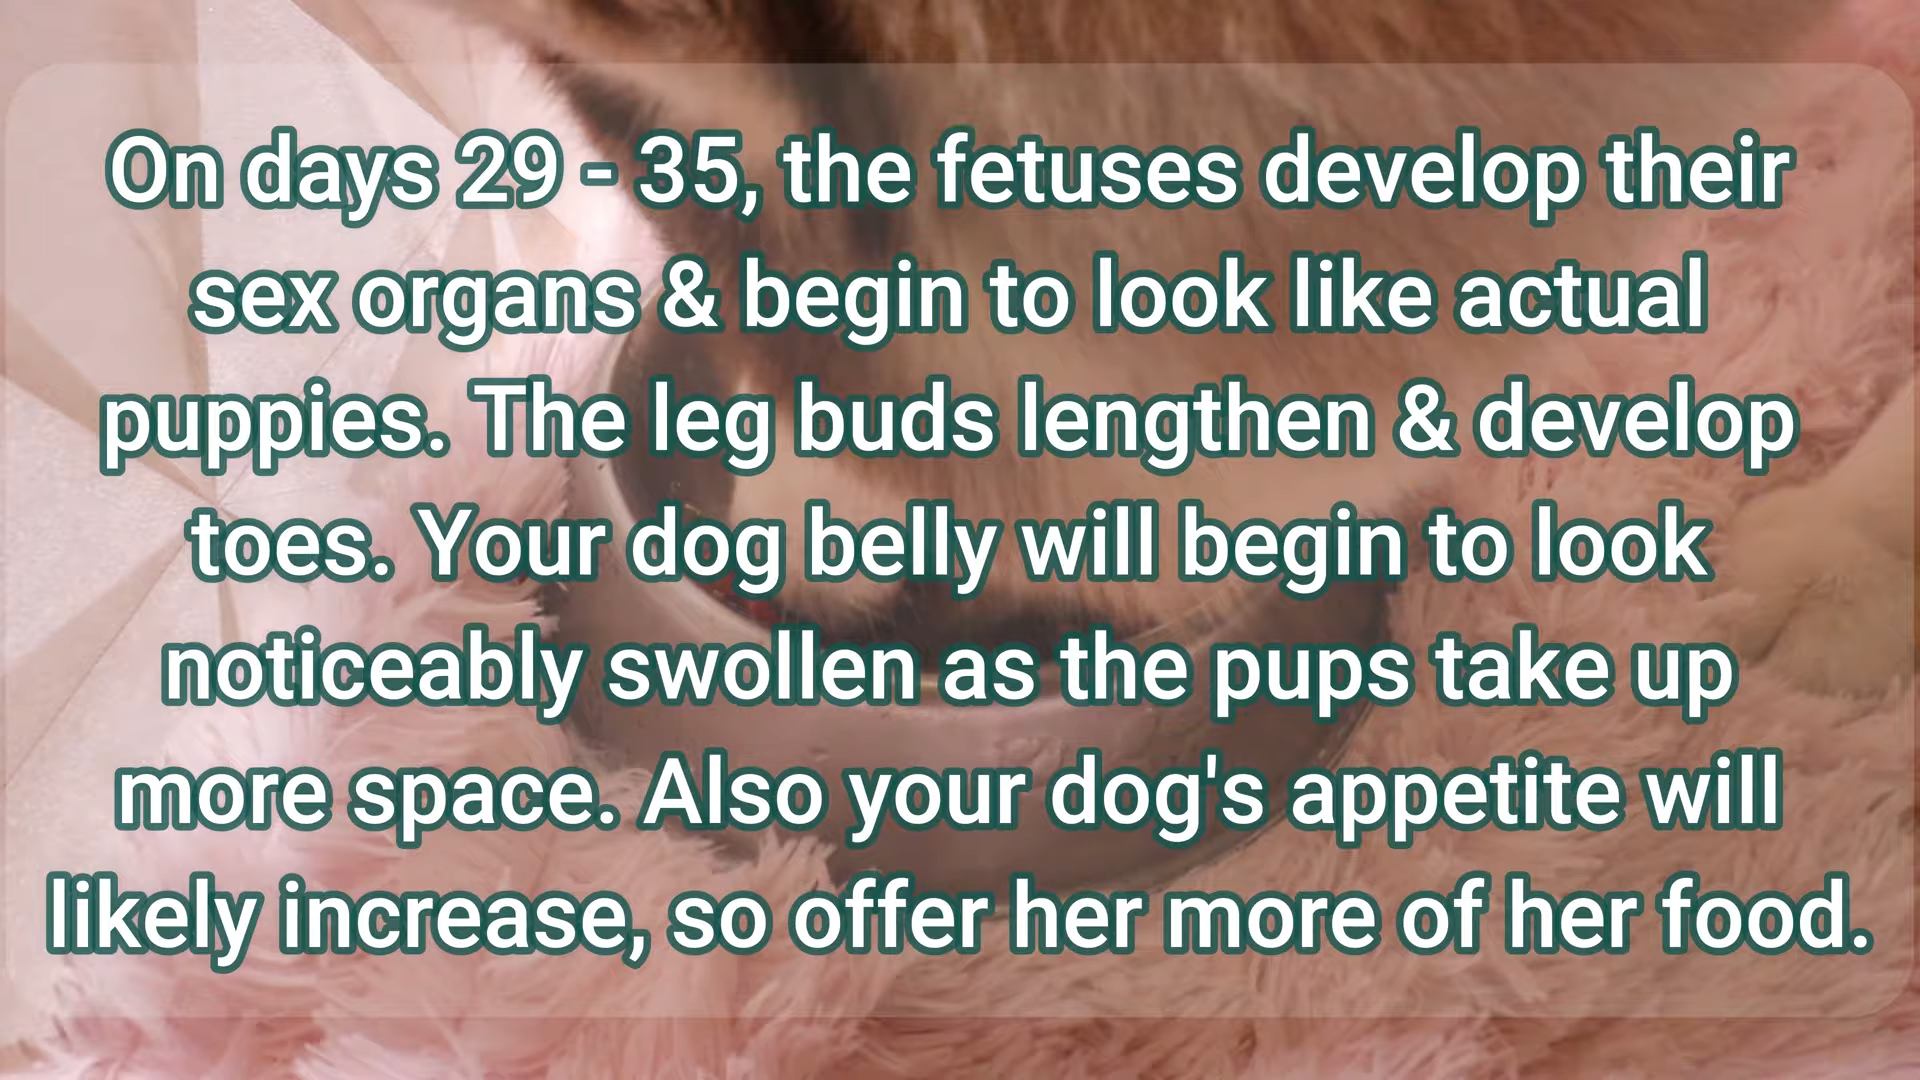 On days 29 - 35, the fetuses develop their
sex organs & begin to look like actual
puppies. The leg buds lengthen & develop
toes. Your dog belly will begin to look
noticeably swollen as the pups take up
more space. Also your dog's appetite will
likely increase, so offer her more of her food.